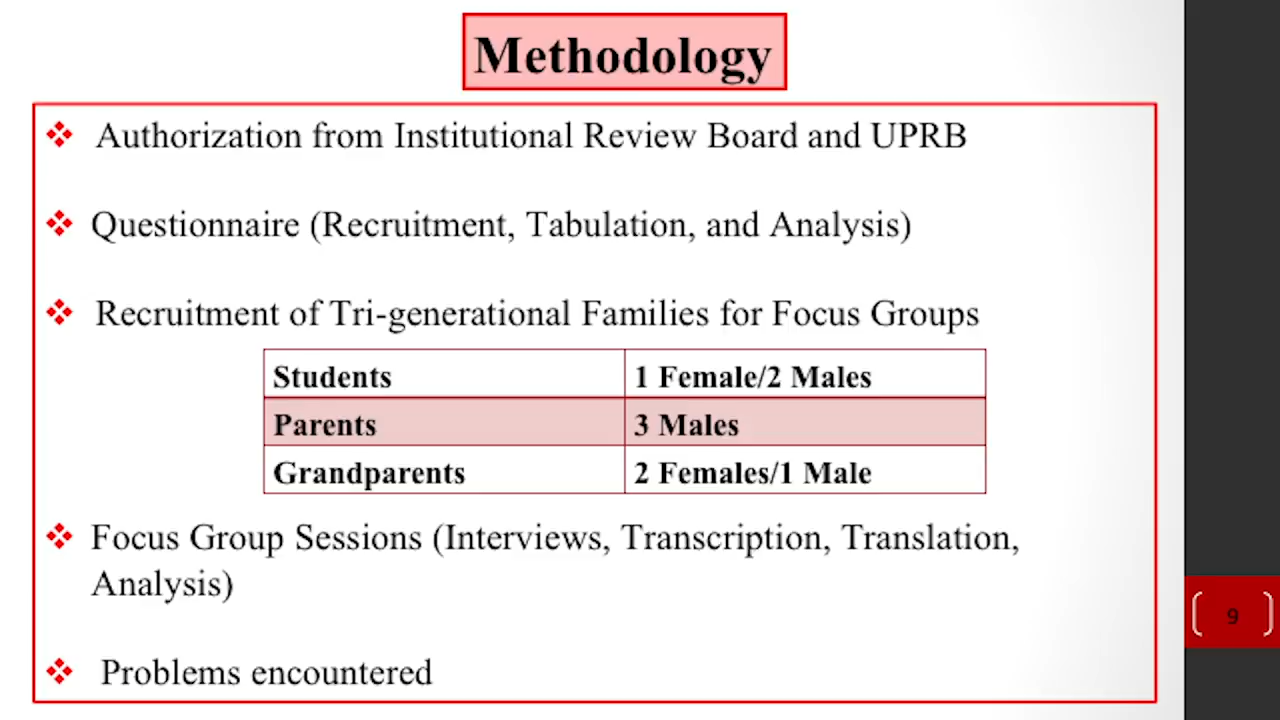 Methodology
Authorization from Institutional Review Board and UPRB
Questionnaire (Recruitment, Tabulation, and Analysis)
Recruitment of Tri-generational Families for Focus Groups
Students 1 Female/2 Males
Parents 3 Males
Grandparents 2 Females/1 Male
Focus Group Sessions (Interviews, Transcription, Translation,
Analysis)
Problems encountered
9